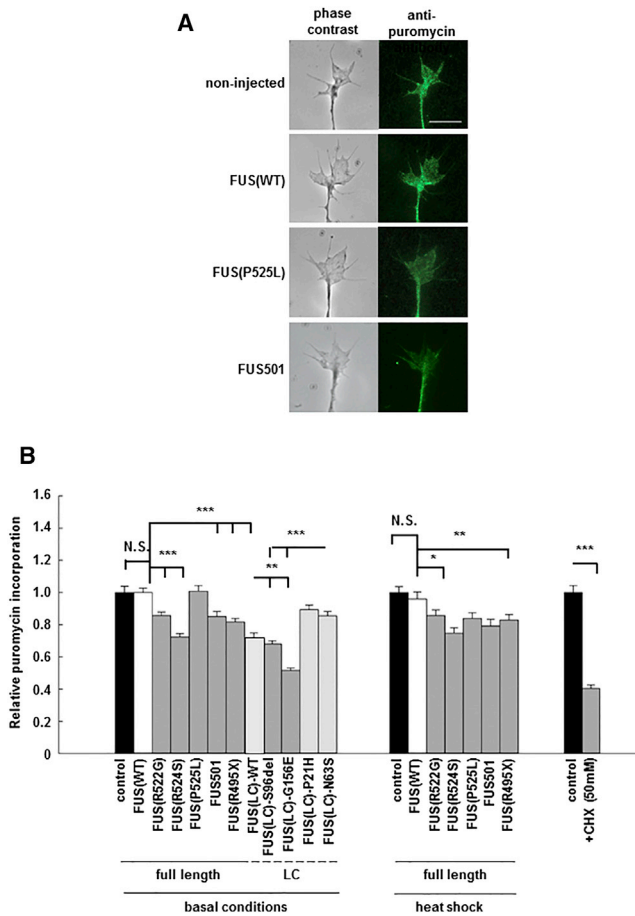 A
phase contrast
anti-puromycin
non-injected
FUS(WT)
FUS(P525L)
FUS501
B
Relative puromycin incorporation
1.6
1.4
1.2
1.0
0.8
0.6
0.4
0.2
0
N.S.
***
***
**
***
N.S.
*
**
***
control
FUS(WT)
FUS(R522G)
FUS(R524S)
FUS(P525L)
FUS501
FUS(R495X)
FUS(LC)-WT
FUS(LC)-S96del
FUS(LC)-G156E
FUS(LC)-P21H
FUS(LC)-N63S
control
FUS(WT)
FUS(R522G)
FUS(R524S)
FUS(P525L)
FUS501
FUS(R495X)
control
+CHX (50mM)
full length
LC
full length
basal conditions
heat shock